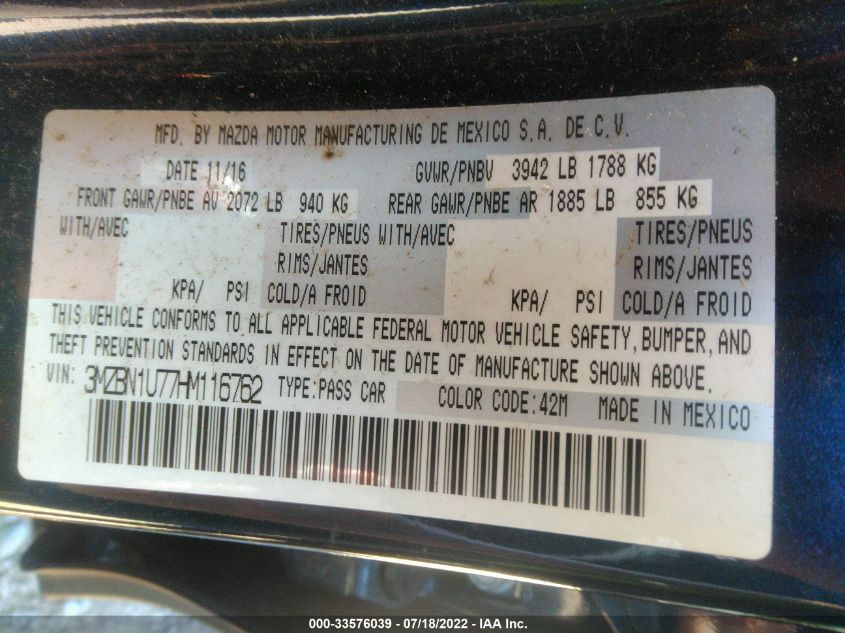 MFD. BY MAZDA MOTOR MANUFACTURING DE MEXICO S.A. DE C.V.
DATE 11/16 GVWR/PNBV 3942 LB 1788 KG
FRONT GAWR/PNBE AV 2072 LB 940 KG REAR GAWR/PNBE AR 1885 LB 855 KG
WITH/AVEC TIRES/PNEUS WITH/AVEC TIRES/PNEUS
RIMS/JANTES RIMS/JANTES
KPA/ PSI COLD/A FROID KPA/ PSI COLD/A FROID
THIS VEHICLE CONFORMS TO ALL APPLICABLE FEDERAL MOTOR VEHICLE SAFETY, BUMPER, AND
THEFT PREVENTION STANDARDS IN EFFECT ON THE DATE OF MANUFACTURE SHOWN ABOVE.
VIN: 3MZBN1U77HM116762 TYPE:PASS CAR COLOR CODE:42M MADE IN MEXICO
000-33576039 - 07/18/2022 - IAA Inc.